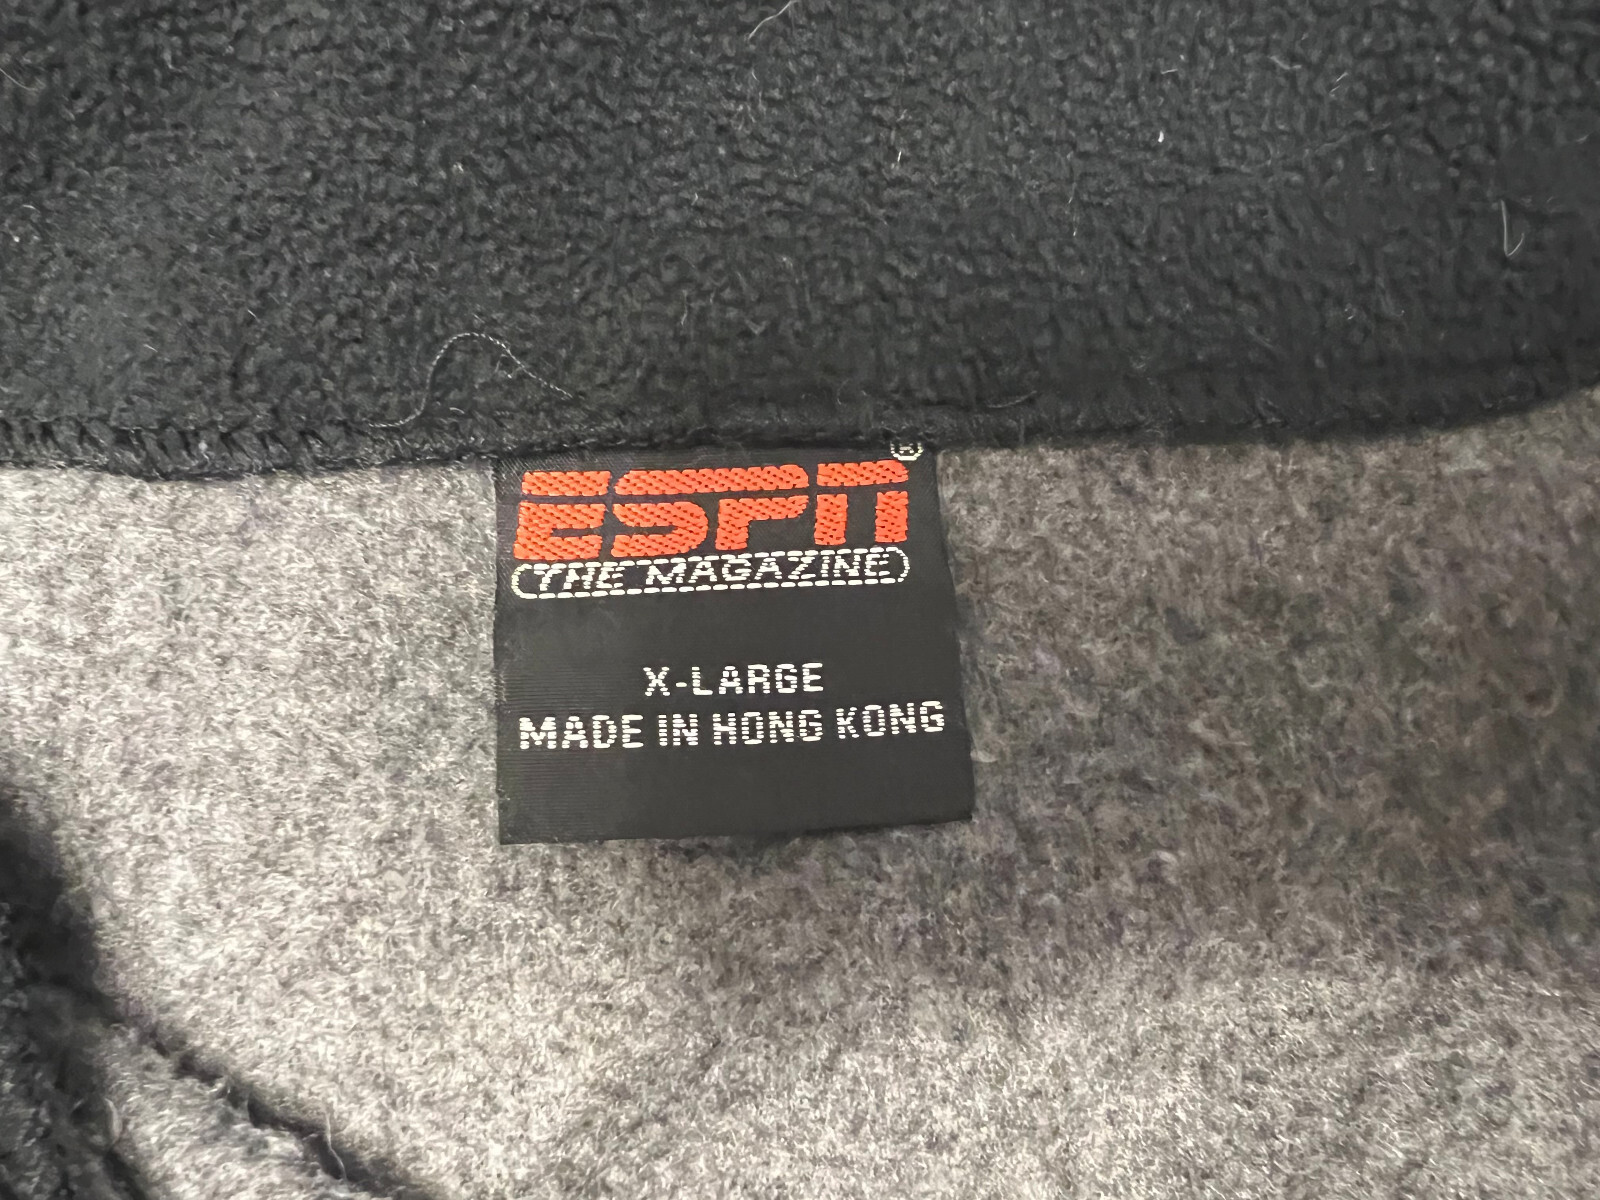 ESPN®
THE MAGAZINE
X-LARGE
MADE IN HONG KONG